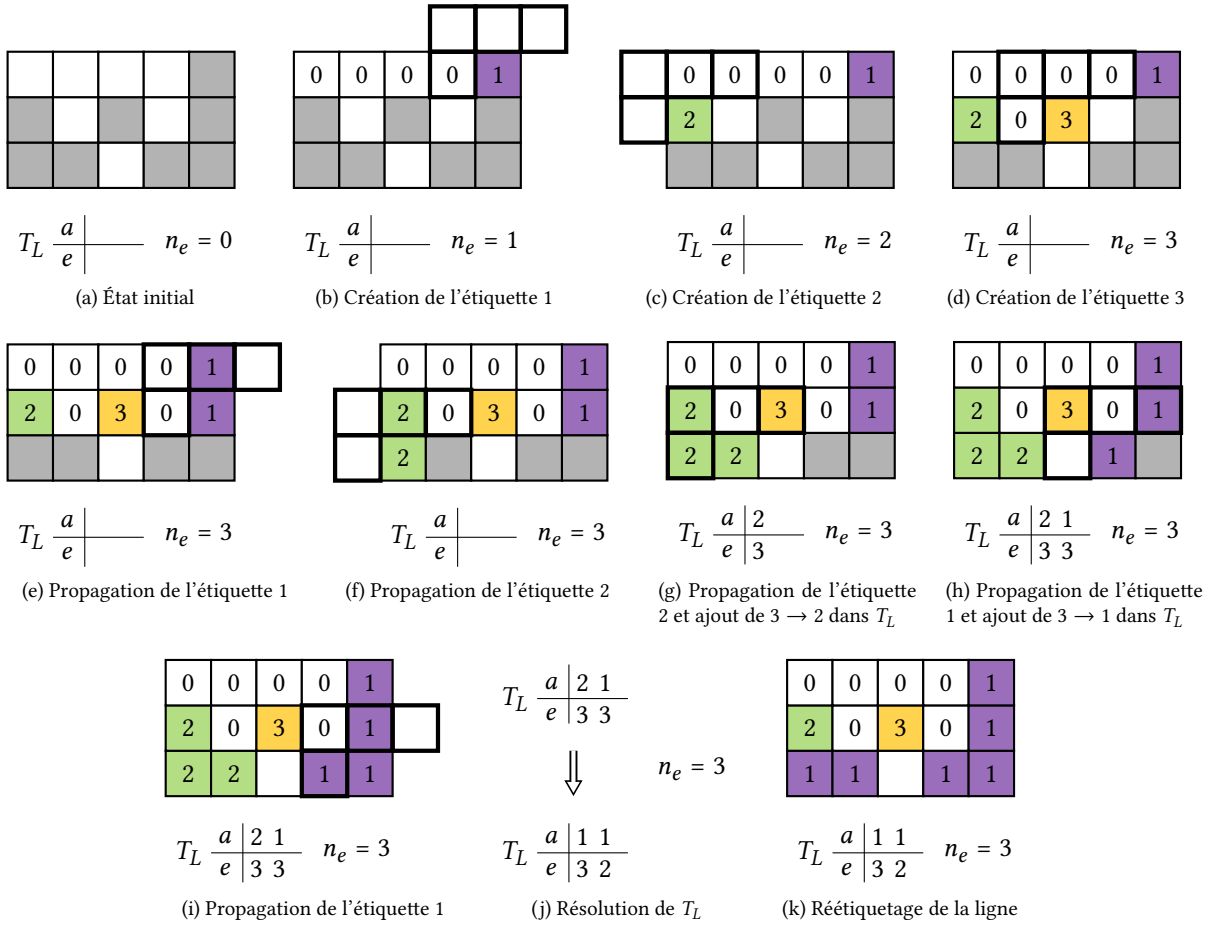 0 0 0 0 1
0 0 0 0 1
2
0 0 0 0 1
2 0 3
T_L a n_e = 0
e
T_L a n_e = 1
e
T_L a n_e = 2
e
T_L a n_e = 3
e
(a) État initial
(b) Création de l'étiquette 1
(c) Création de l'étiquette 2
(d) Création de l'étiquette 3
0 0 0 0 1
2 0 3 0 1
0 0 0 0 1
2 0 3 0 1
2
0 0 0 0 1
2 0 3 0 1
2 2
0 0 0 0 1
2 0 3 0 1
2 2 1
T_L a n_e = 3
e
T_L a n_e = 3
e
T_L a 2 n_e = 3
e 3
T_L a 2 1 n_e = 3
e 3 3
(e) Propagation de l'étiquette 1
(f) Propagation de l'étiquette 2
(g) Propagation de l'étiquette
2 et ajout de 3 → 2 dans T_L
(h) Propagation de l'étiquette
1 et ajout de 3 → 1 dans T_L
0 0 0 0 1
2 0 3 0 1
2 2 1 1
T_L a 2 1 n_e = 3
e 3 3
(i) Propagation de l'étiquette 1
T_L a 2 1
e 3 3
⇓ n_e = 3
T_L a 1 1
e 3 2
(j) Résolution de T_L
0 0 0 0 1
2 0 3 0 1
1 1 1 1
T_L a 1 1 n_e = 3
e 3 2
(k) Réétiquetage de la ligne